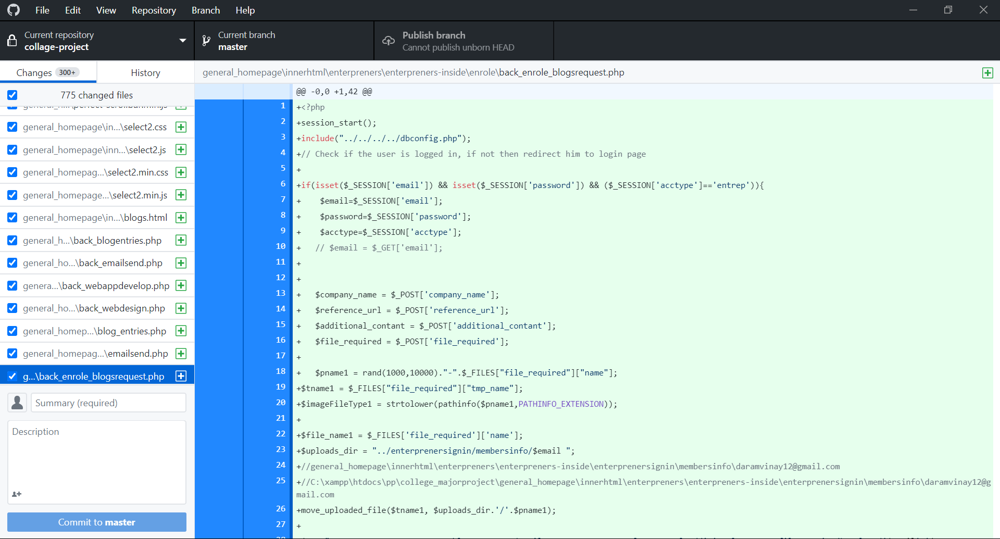 File Edit View Repository Branch Help
Current repository
collage-project
Current branch
master
Publish branch
Cannot publish unborn HEAD
Changes 300+
History
general_homepage\innerhtml\enterpreners\enterpreners-inside\enrole\back_enrole_blogsrequest.php
775 changed files
general_homepage\in...\select2.css
general_homepage\inn...\select2.js
general_homepag...\select2.min.css
general_homepage...\select2.min.js
general_homepage\in...\blogs.html
general_h...\back_blogentries.php
general_ho...\back_emailsend.php
genera...\back_webappdevelop.php
general_ho...\back_webdesign.php
general_homep...\blog_entries.php
general_homepag...\emailsend.php
g...\back_enrole_blogsrequest.php
Summary (required)
Description
Commit to master
@@ -0,0 +1,42 @@
1 +<?php
2 +session_start();
3 +include("../../../../dbconfig.php");
4 +// Check if the user is logged in, if not then redirect him to login page
5 +
6 +if(isset($_SESSION['email']) && isset($_SESSION['password']) && ($_SESSION['acctype']=='entrep')){
7 +    $email=$_SESSION['email'];
8 +    $password=$_SESSION['password'];
9 +    $acctype=$_SESSION['acctype'];
10 +   // $email = $_GET['email'];
11 +
12 +
13 +   $company_name = $_POST['company_name'];
14 +   $reference_url = $_POST['reference_url'];
15 +   $additional_contant = $_POST['additional_contant'];
16 +   $file_required = $_POST['file_required'];
17 +
18 +   $pname1 = rand(1000,10000)."-".$_FILES["file_required"]["name"];
19 +$tname1 = $_FILES["file_required"]["tmp_name"];
20 +$imageFileType1 = strtolower(pathinfo($pname1,PATHINFO_EXTENSION));
21 +
22 +$file_name1 = $_FILES['file_required']['name'];
23 +$uploads_dir = "../enterprenersignin/membersinfo/$email ";
24 +//general_homepage\innerhtml\enterpreners\enterpreners-inside\enterprenersignin\membersinfo\daramvinay12@gmail.com
25 +//C:\xampp\htdocs\pp\college_majorproject\general_homepage\innerhtml\enterpreners\enterpreners-inside\enterprenersignin\membersinfo\daramvinay12@g
mail.com
26 +move_uploaded_file($tname1, $uploads_dir.'/'.$pname1);
27 +